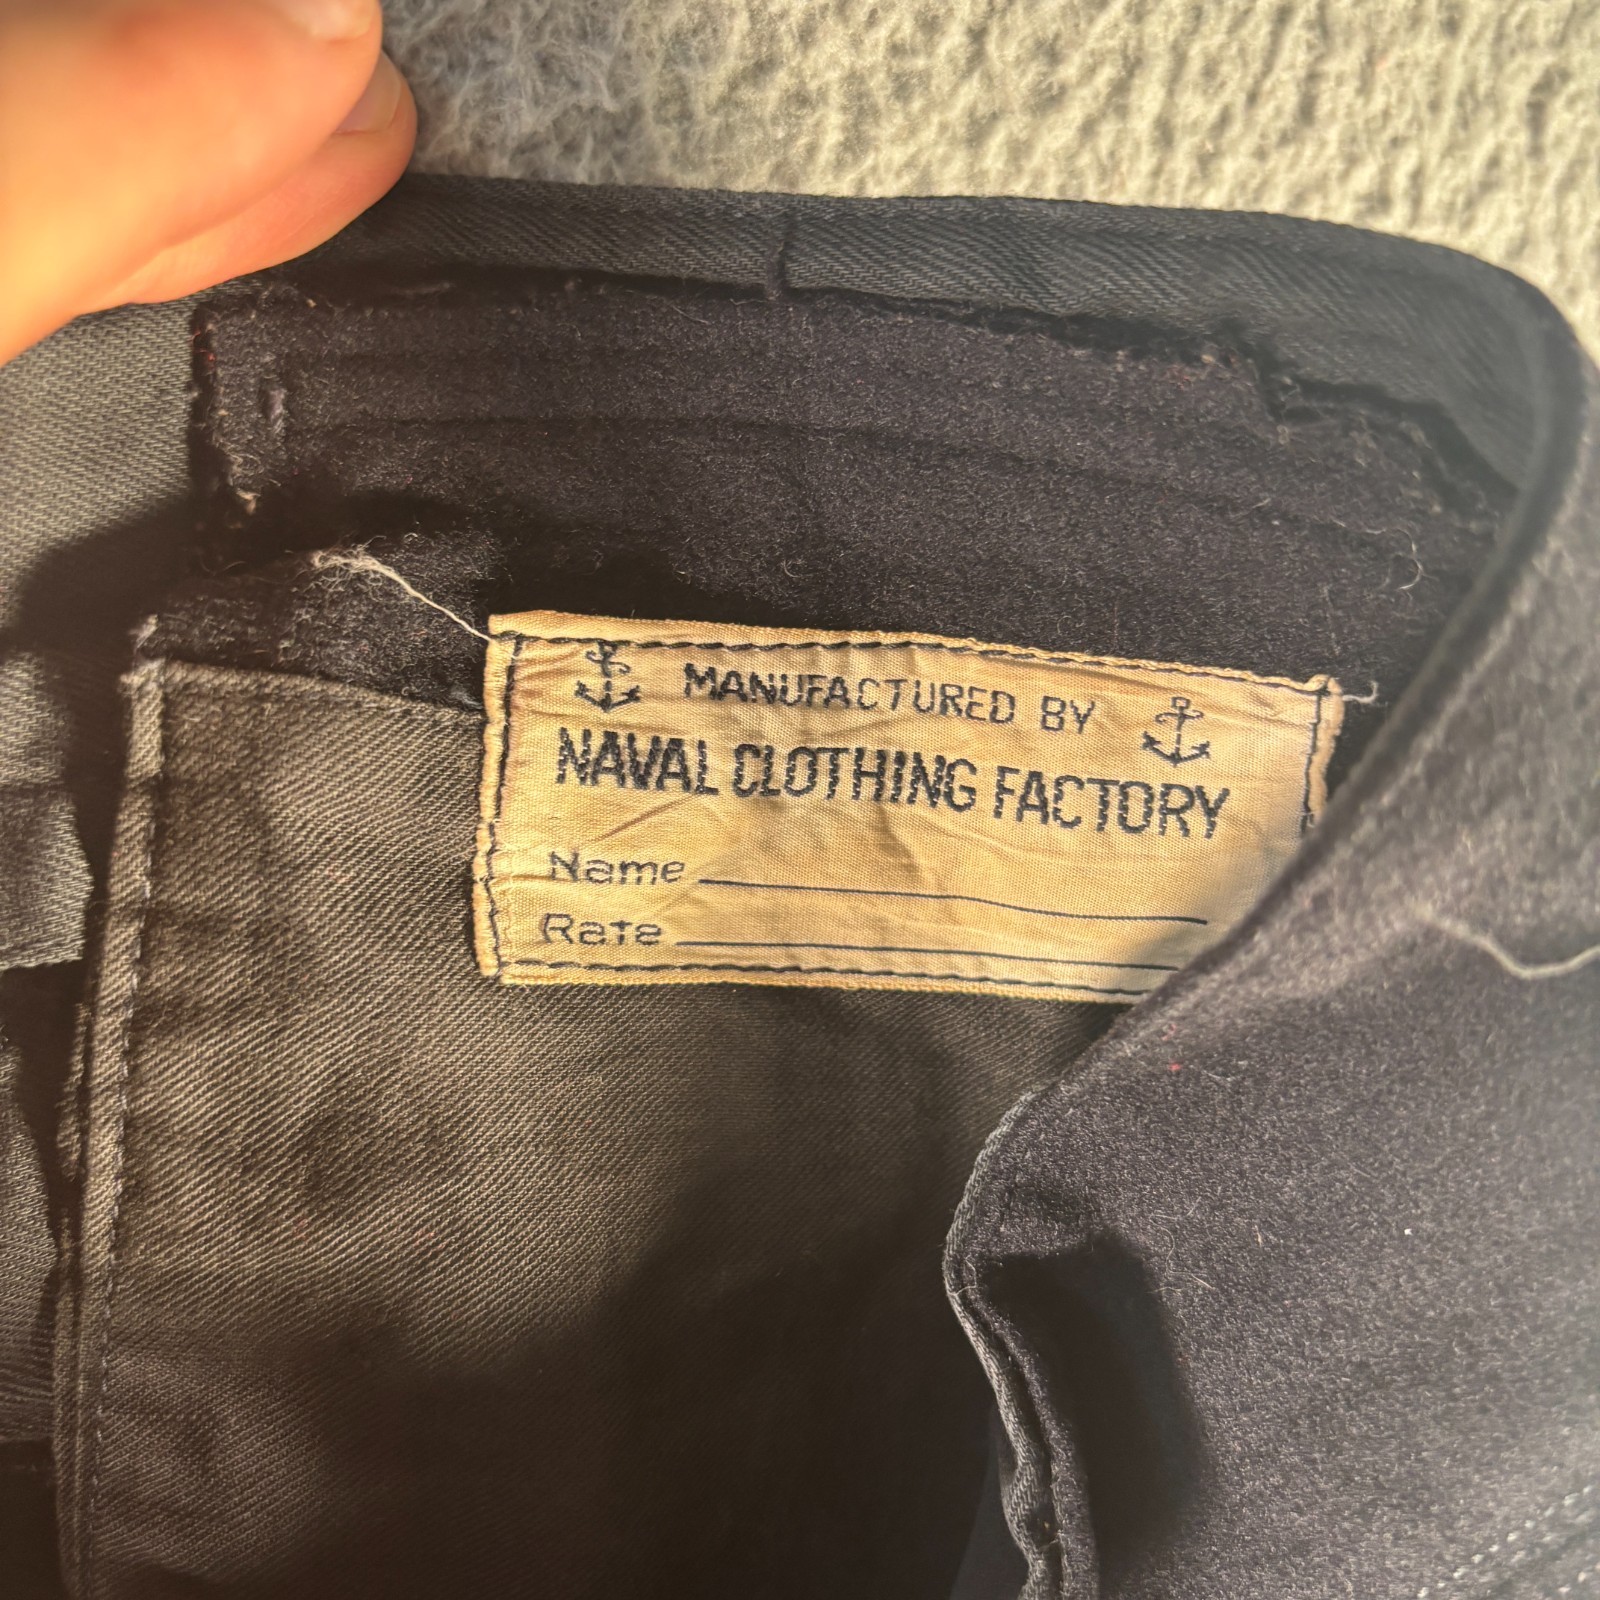 MANUFACTURED BY
NAVAL CLOTHING FACTORY
Name
Rate